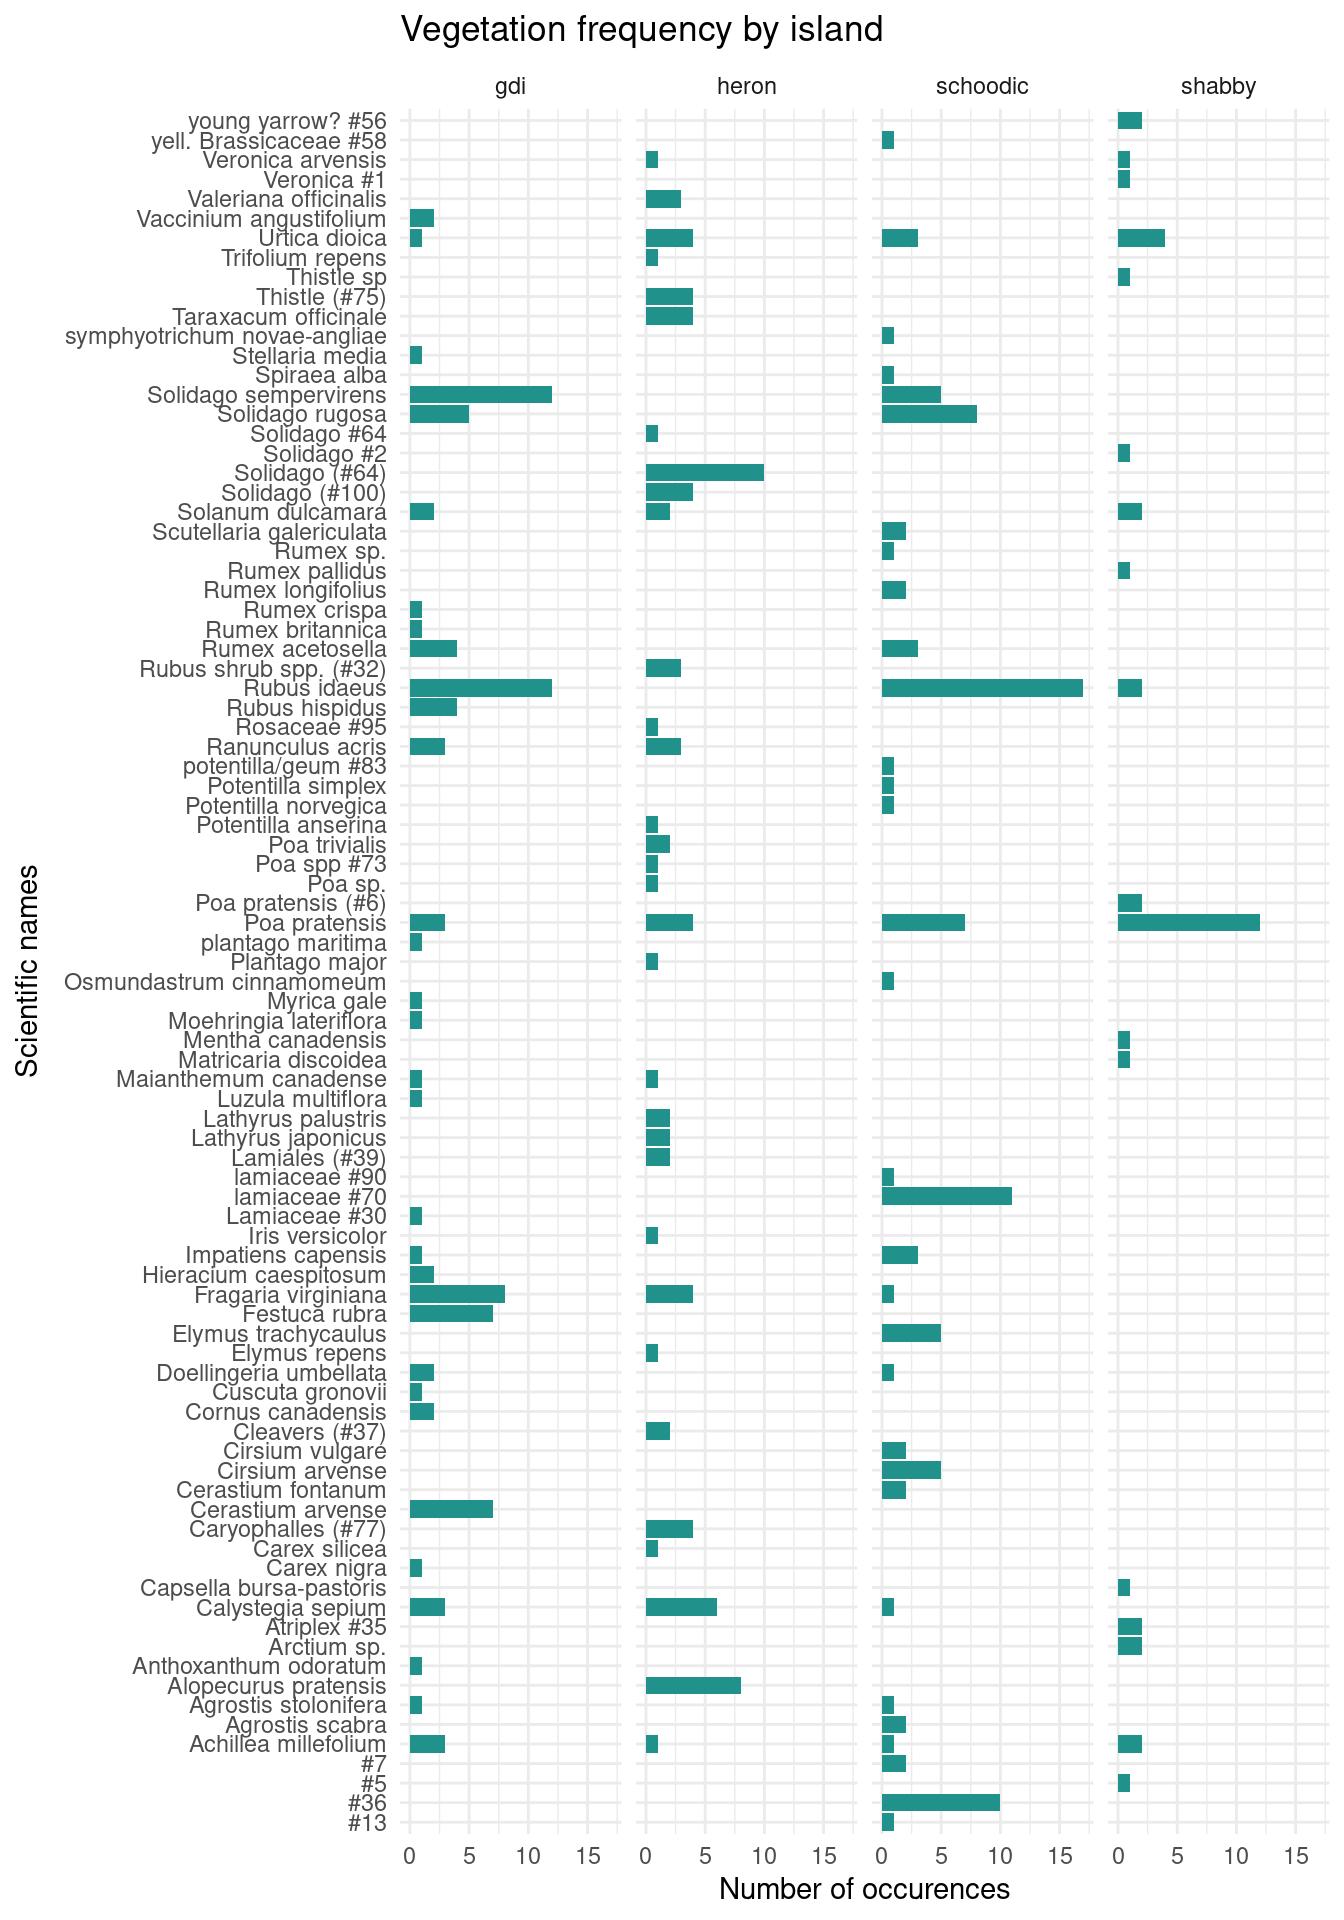 Vegetation frequency by island
gdi heron schoodic shabby
young yarrow? #56
yell. Brassicaceae #58
Veronica arvensis
Veronica #1
Valeriana officinalis
Vaccinium angustifolium
Urtica dioica
Trifolium repens
Thistle sp
Thistle (#75)
Taraxacum officinale
symphyotrichum novae-angliae
Stellaria media
Spiraea alba
Solidago sempervirens
Solidago rugosa
Solidago #64
Solidago #2
Solidago (#64)
Solidago (#100)
Solanum dulcamara
Scutellaria galericulata
Rumex sp.
Rumex pallidus
Rumex longifolius
Rumex crispa
Rumex britannica
Rumex acetosella
Rubus shrub spp. (#32)
Rubus idaeus
Rubus hispidus
Rosaceae #95
Ranunculus acris
potentilla/geum #83
Potentilla simplex
Potentilla norvegica
Potentilla anserina
Poa trivialis
Poa spp #73
Poa sp.
Poa pratensis (#6)
Poa pratensis
plantago maritima
Plantago major
Osmundastrum cinnamomeum
Myrica gale
Moehringia lateriflora
Mentha canadensis
Matricaria discoidea
Maianthemum canadense
Luzula multiflora
Lathyrus palustris
Lathyrus japonicus
Lamiales (#39)
lamiaceae #90
lamiaceae #70
Lamiaceae #30
Iris versicolor
Impatiens capensis
Hieracium caespitosum
Fragaria virginiana
Festuca rubra
Elymus trachycaulus
Elymus repens
Doellingeria umbellata
Cuscuta gronovii
Cornus canadensis
Cleavers (#37)
Cirsium vulgare
Cirsium arvense
Cerastium fontanum
Cerastium arvense
Caryophalles (#77)
Carex silicea
Carex nigra
Capsella bursa-pastoris
Calystegia sepium
Atriplex #35
Arctium sp.
Anthoxanthum odoratum
Alopecurus pratensis
Agrostis stolonifera
Agrostis scabra
Achillea millefolium
#7
#5
#36
#13
Scientific names
0 5 10 15 0 5 10 15 0 5 10 15 0 5 10 15
Number of occurences